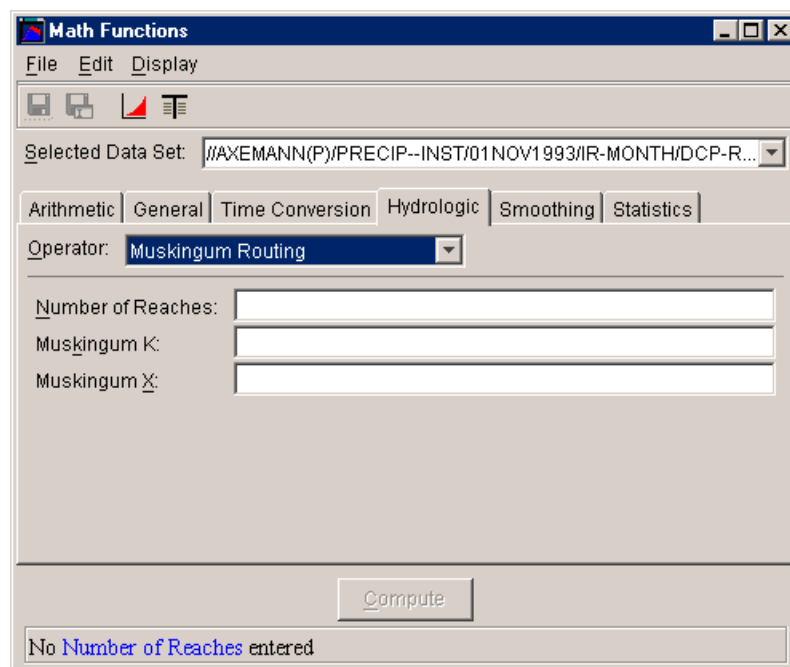 Math Functions
File Edit Display
Selected Data Set: //AXEMANN(P)/PRECIP--INST/01NOV1993/IR-MONTH/DCP-R...
Arithmetic General Time Conversion Hydrologic Smoothing Statistics
Operator: Muskingum Routing
Number of Reaches:
Muskingum K:
Muskingum X:
Compute
No Number of Reaches entered